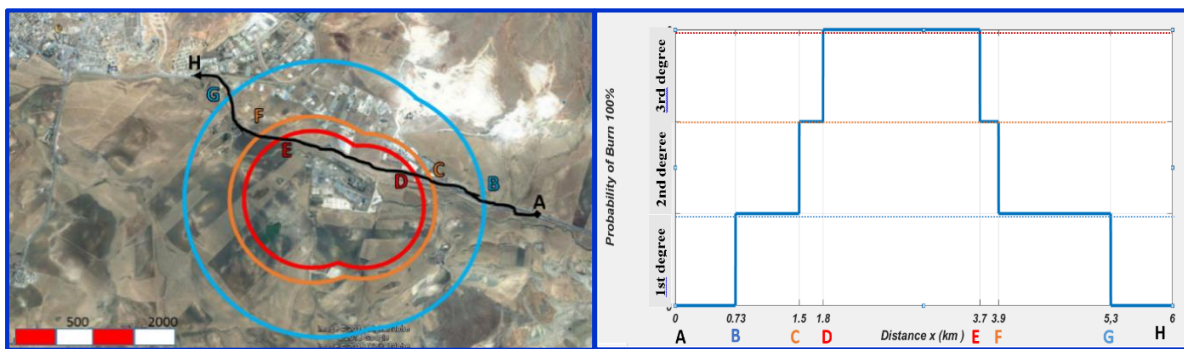 H
G
F
E
C
D
B
A
500 2000
Probability of Burn 100%
3rd degree
2nd degree
1st degree
0 0.73 1.5 1.8 3.7 3.9 5.3 6
A B C D Distance x (km ) E F G H